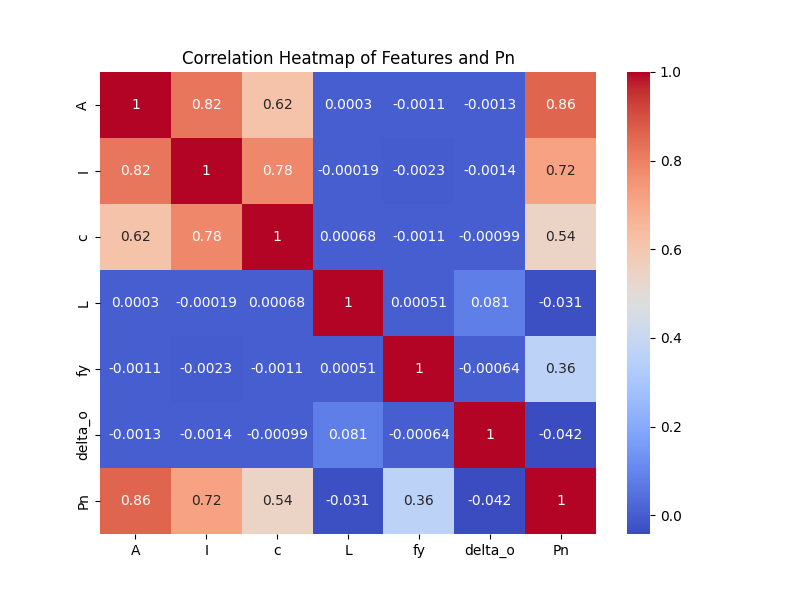 Correlation Heatmap of Features and Pn
A 1 0.82 0.62 0.0003 -0.0011 -0.0013 0.86
I 0.82 1 0.78 -0.00019 -0.0023 -0.0014 0.72
c 0.62 0.78 1 0.00068 -0.0011 -0.00099 0.54
L 0.0003 -0.00019 0.00068 1 0.00051 0.081 -0.031
fy -0.0011 -0.0023 -0.0011 0.00051 1 -0.00064 0.36
delta_o -0.0013 -0.0014 -0.00099 0.081 -0.00064 1 -0.042
Pn 0.86 0.72 0.54 -0.031 0.36 -0.042 1
A I c L fy delta_o Pn
1.0
0.8
0.6
0.4
0.2
0.0